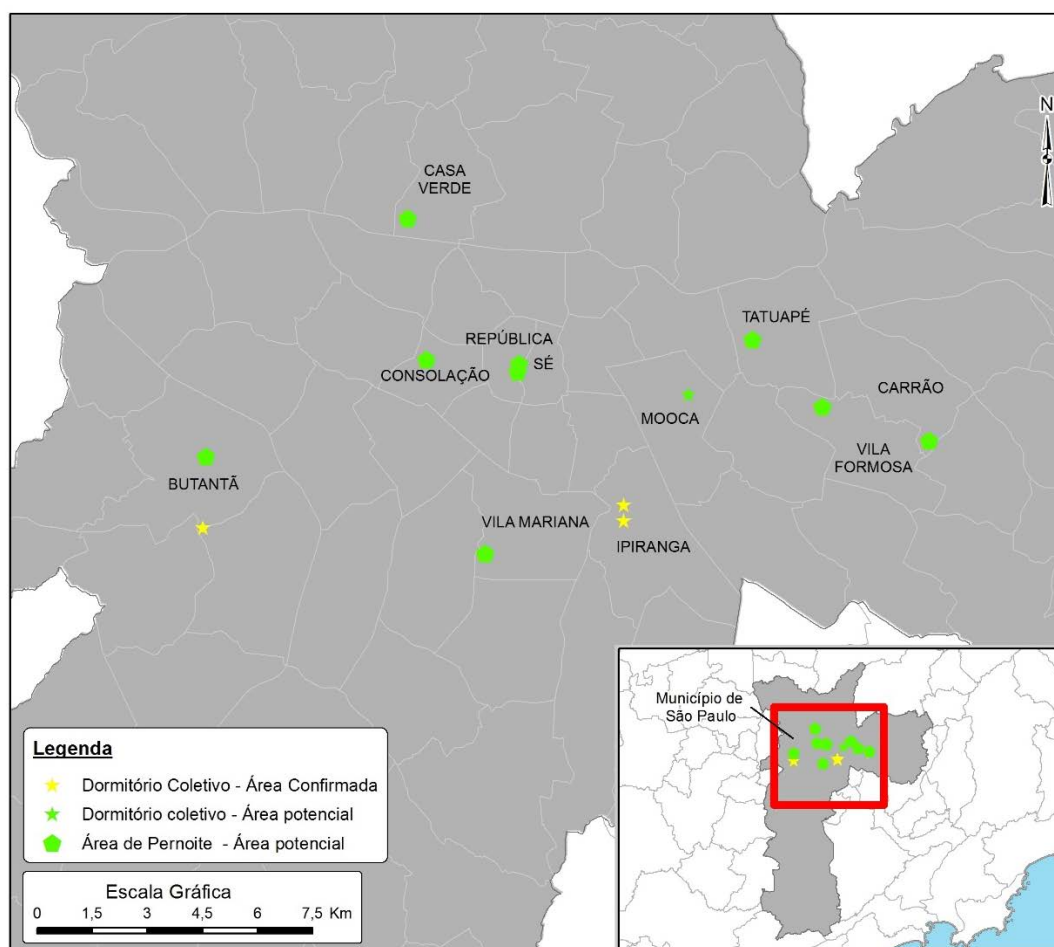 N
CASA
VERDE
TATUAPÉ
REPÚBLICA
SÉ
CONSOLAÇÃO
CARRÃO
MOOCA
VILA
FORMOSA
BUTANTÃ
VILA MARIANA
IPIRANGA
Município de
São Paulo
Legenda
Dormitório Coletivo - Área Confirmada
Dormitório coletivo - Área potencial
Área de Pernoite - Área potencial
Escala Gráfica
0 1,5 3 4,5 6 7,5 Km